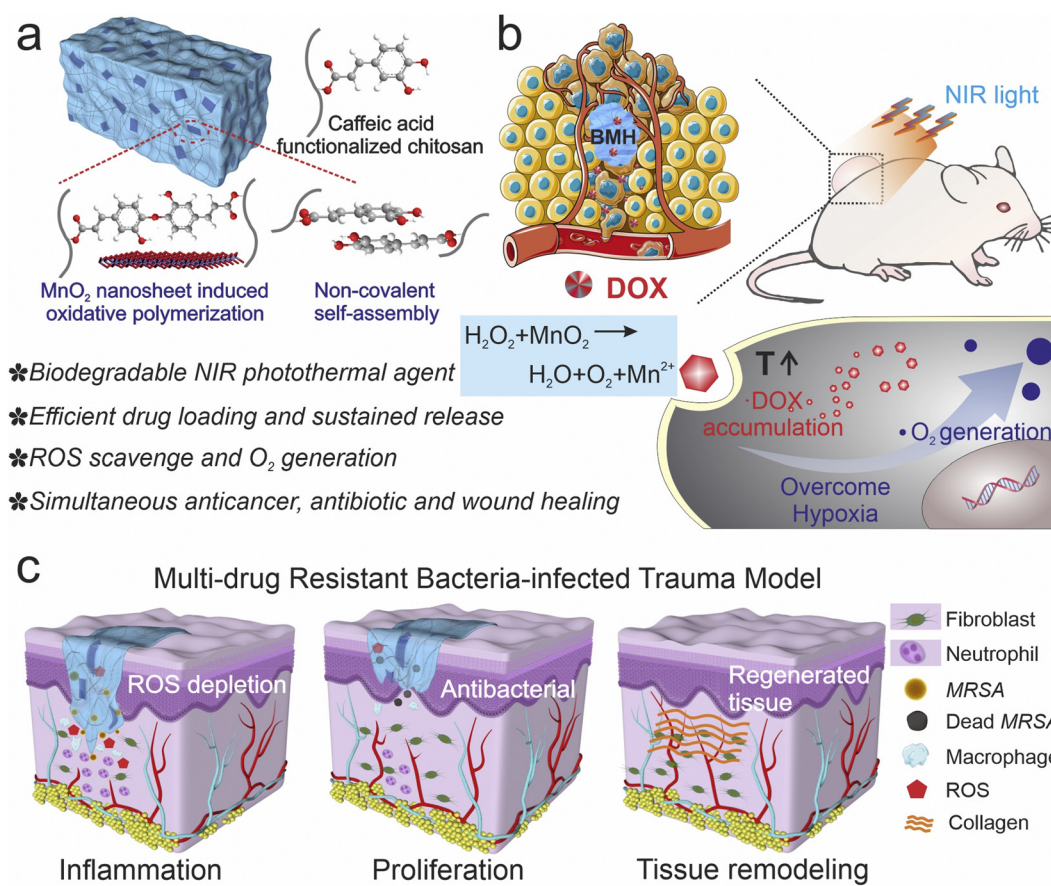 a
Caffeic acid
functionalized chitosan
MnO₂ nanosheet induced
oxidative polymerization
Non-covalent
self-assembly
✽Biodegradable NIR photothermal agent
✽Efficient drug loading and sustained release
✽ROS scavenge and O₂ generation
✽Simultaneous anticancer, antibiotic and wound healing
b
BMH
DOX
NIR light
H₂O₂+MnO₂ →
H₂O+O₂+Mn²⁺
T↑
DOX
accumulation
O₂ generation
Overcome
Hypoxia
c
Multi-drug Resistant Bacteria-infected Trauma Model
ROS depletion
Inflammation
Antibacterial
Proliferation
Regenerated
tissue
Tissue remodeling
Fibroblast
Neutrophil
MRSA
Dead MRSA
Macrophage
ROS
Collagen